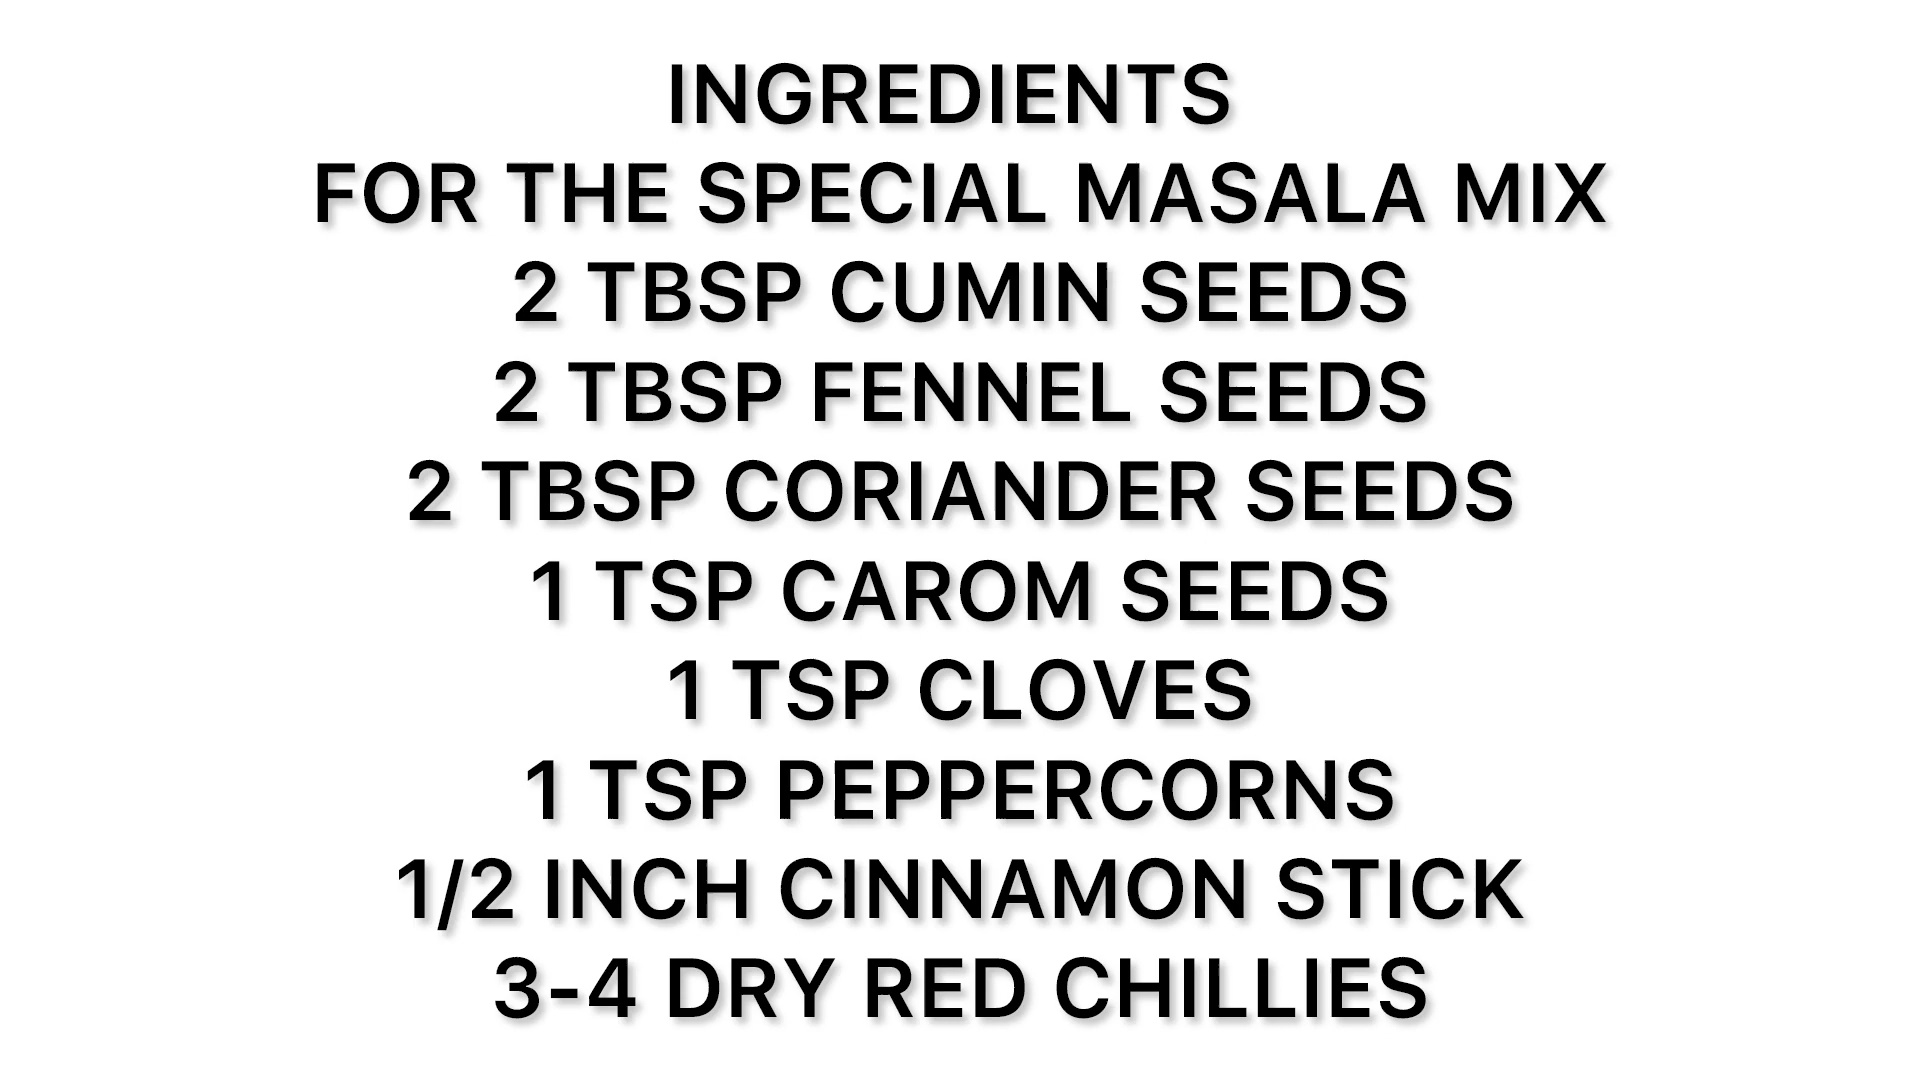 INGREDIENTS
FOR THE SPECIAL MASALA MIX
2 TBSP CUMIN SEEDS
2 TBSP FENNEL SEEDS
2 TBSP CORIANDER SEEDS
1 TSP CAROM SEEDS
1 TSP CLOVES
1 TSP PEPPERCORNS
1/2 INCH CINNAMON STICK
3-4 DRY RED CHILLIES